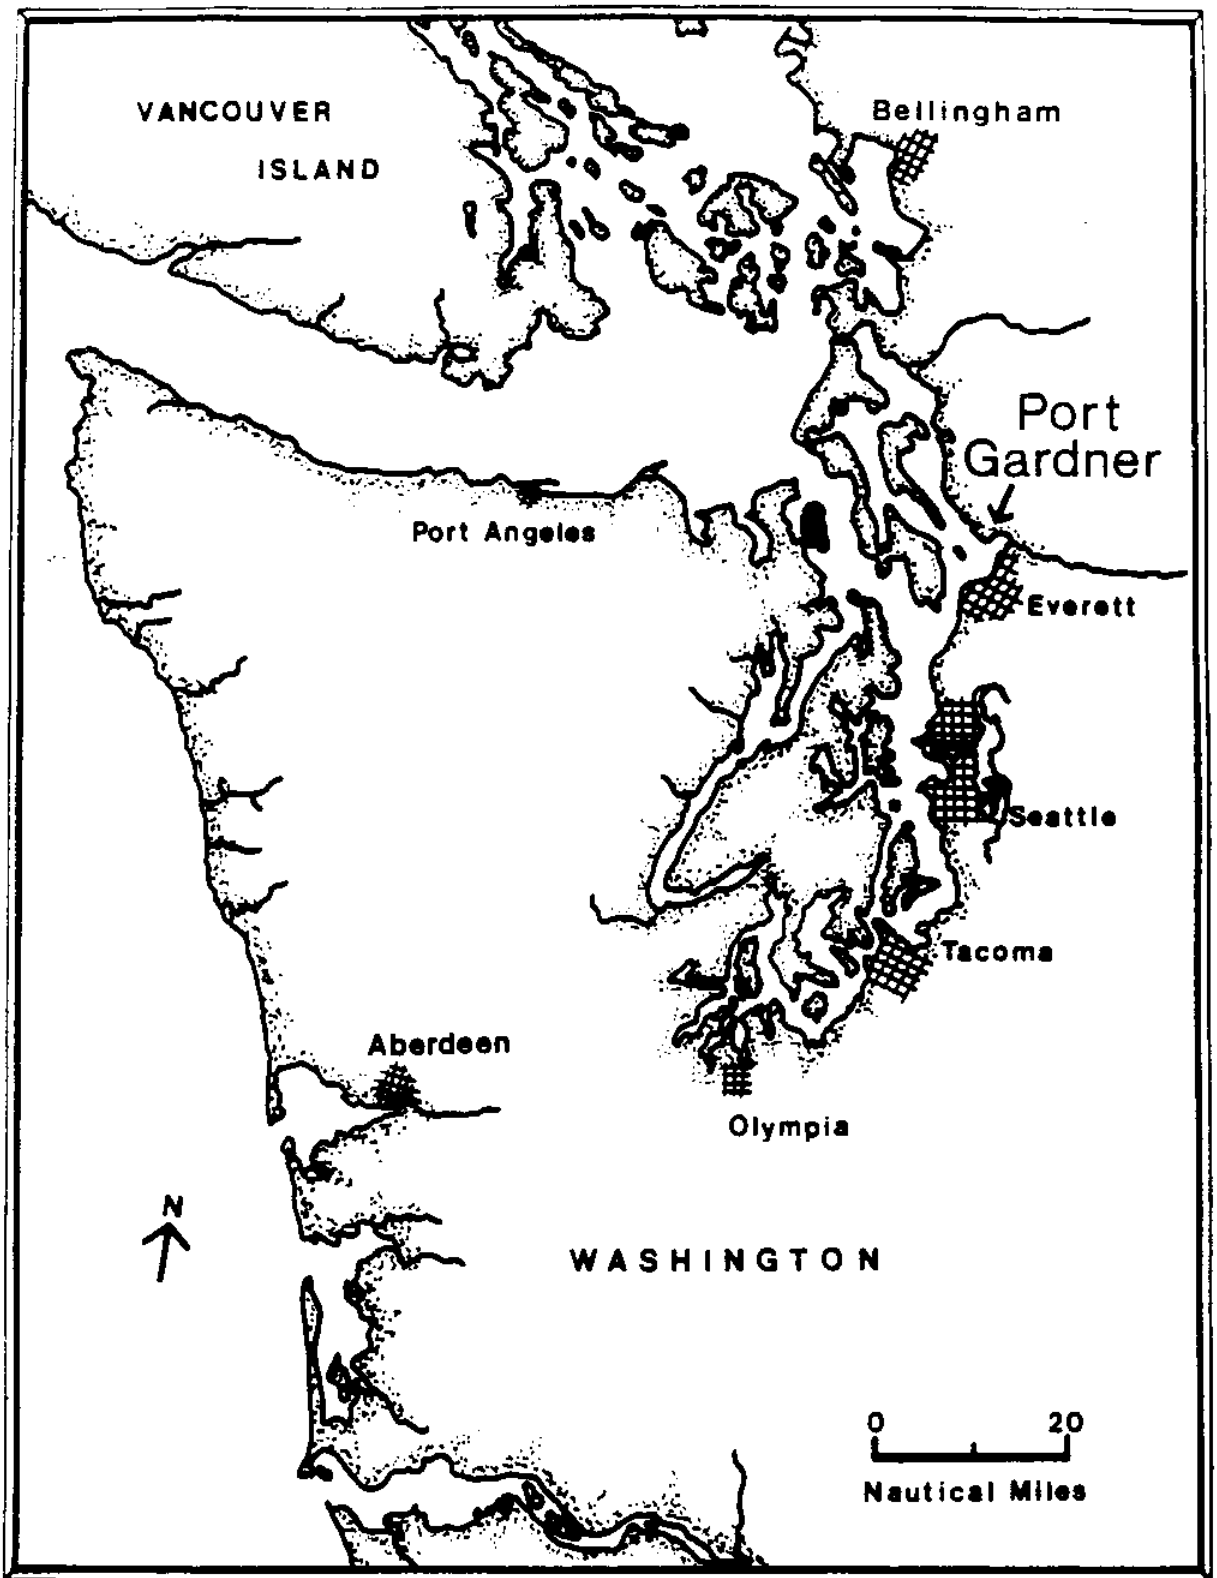 VANCOUVER
ISLAND
Bellingham
Port
Gardner
Port Angeles
Everett
Seattle
Tacoma
Aberdeen
Olympia
N
WASHINGTON
0 20
Nautical Miles